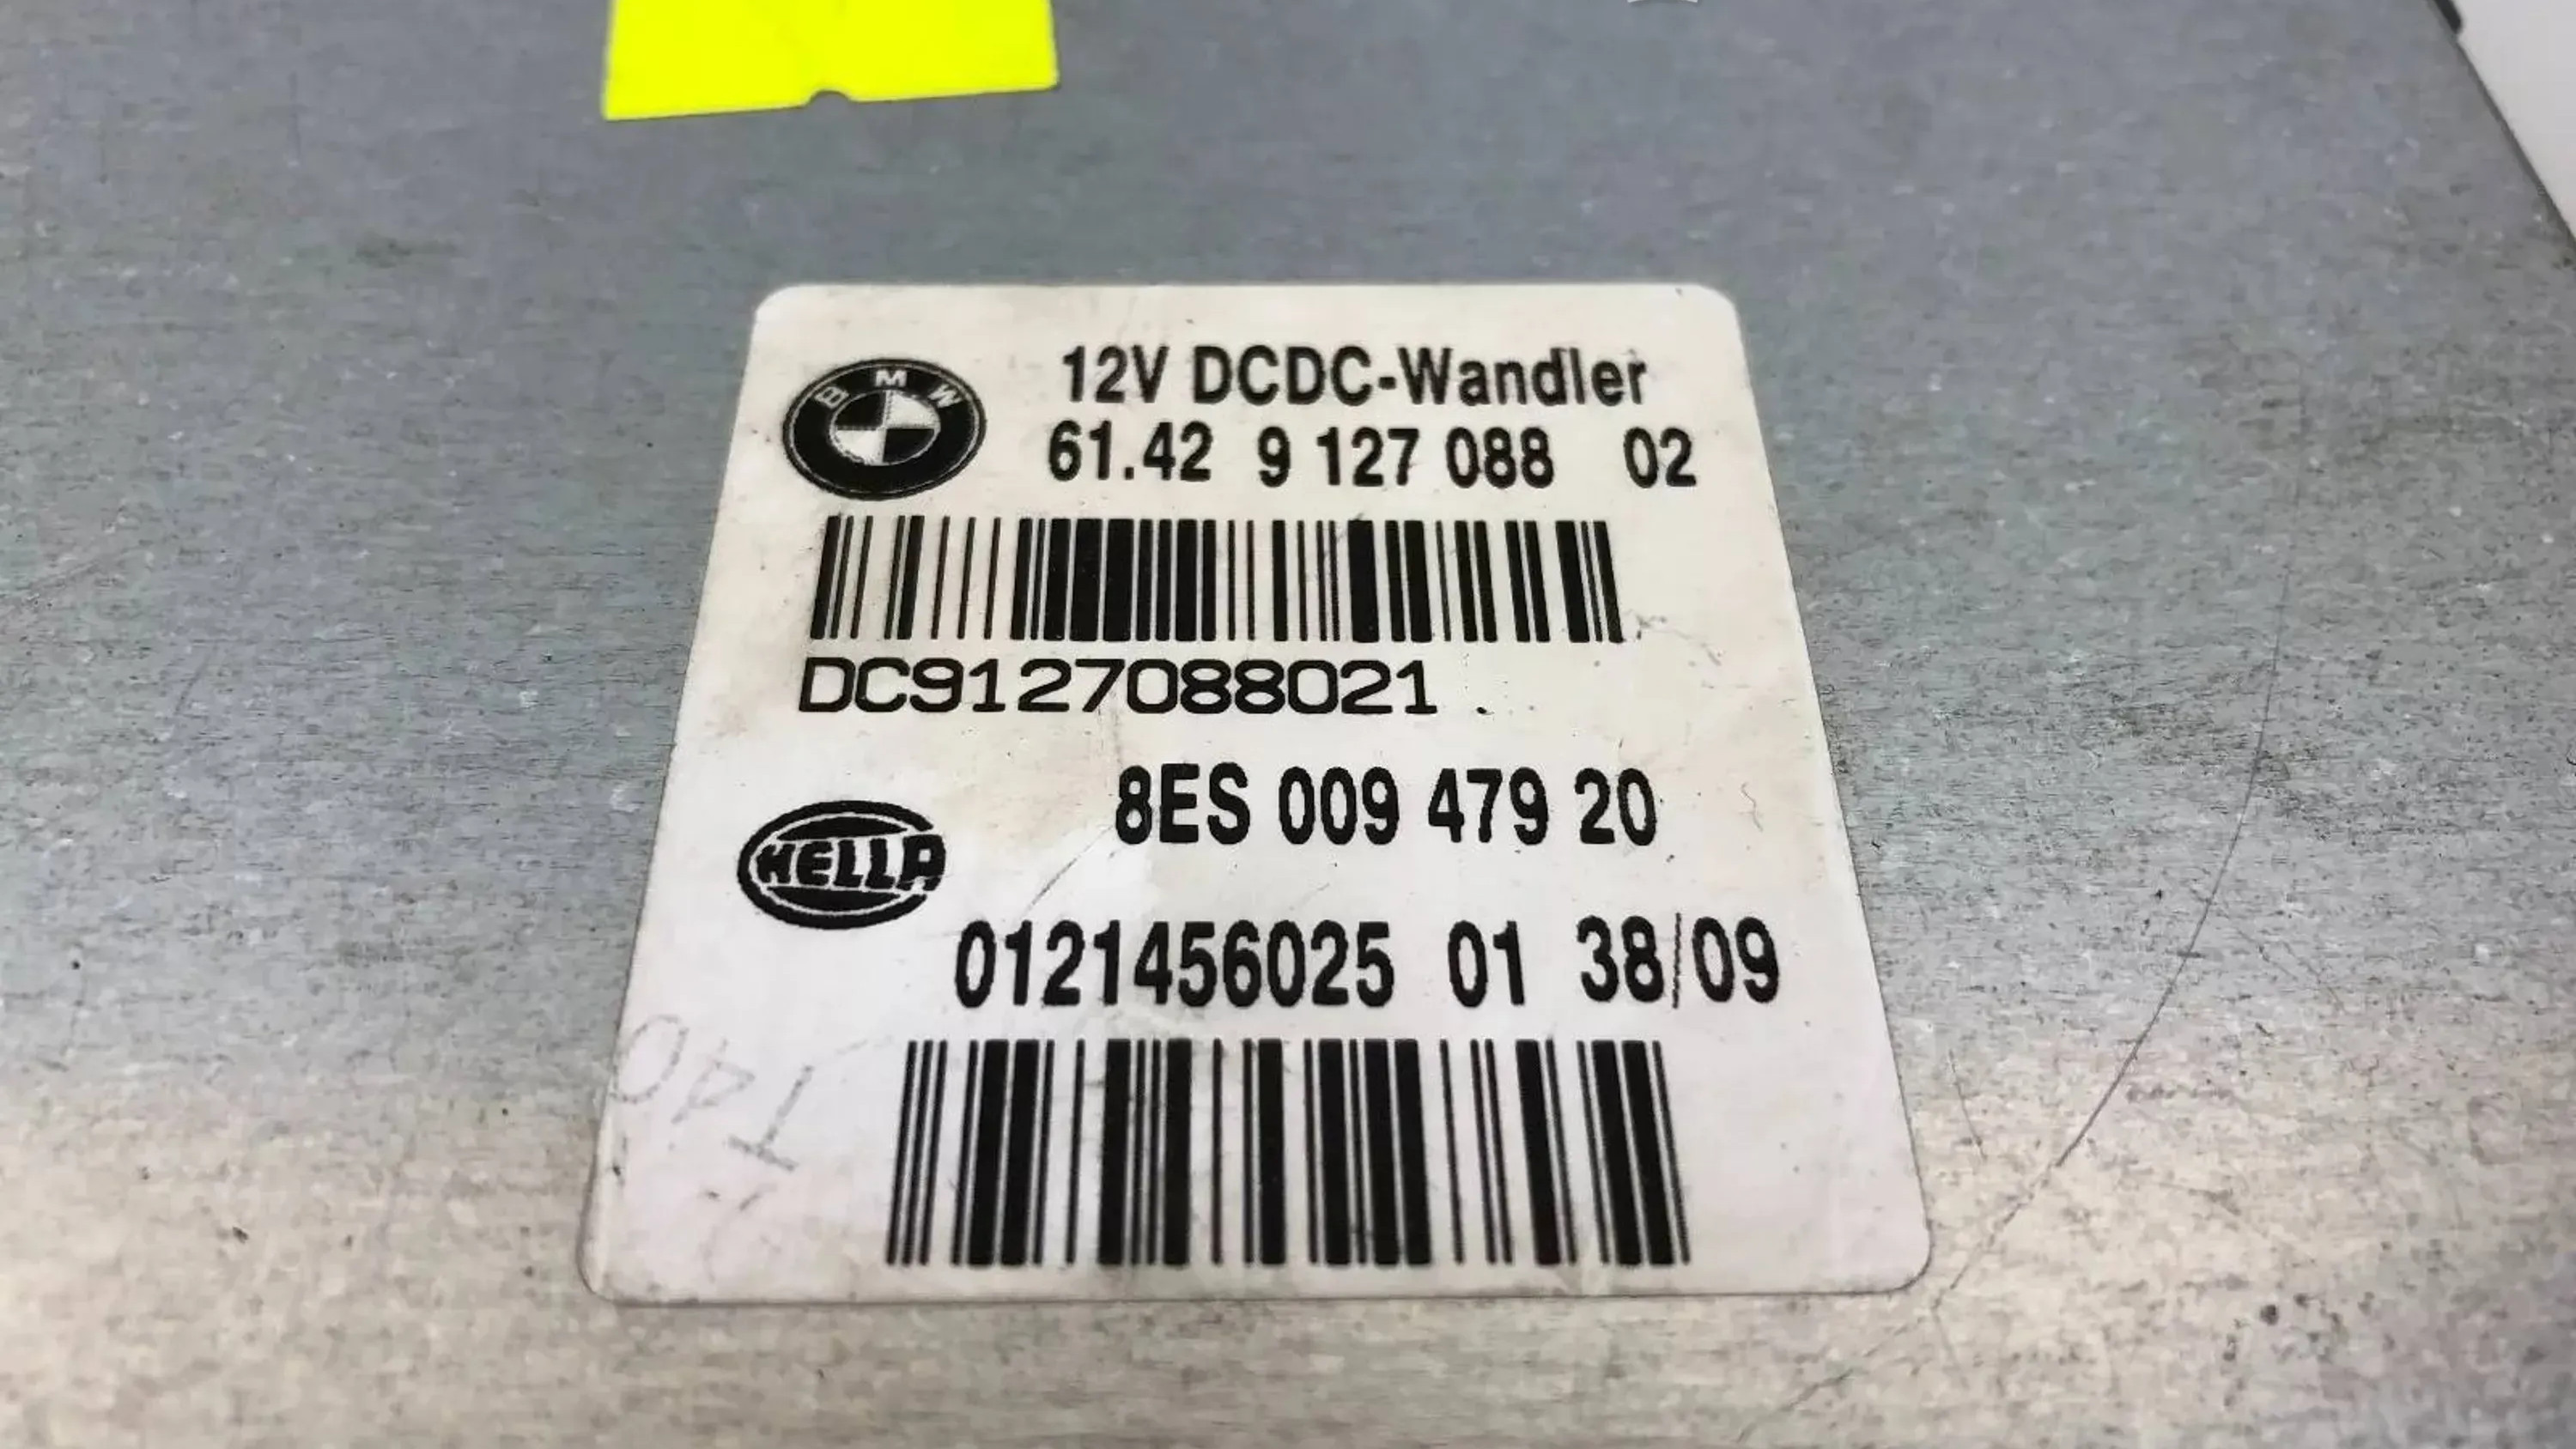 BMW
12V DCDC-Wandler
61.42 9 127 088 02
DC9127088021
8ES 009 479 20
HELLA
0121456025 01 38/09
T40